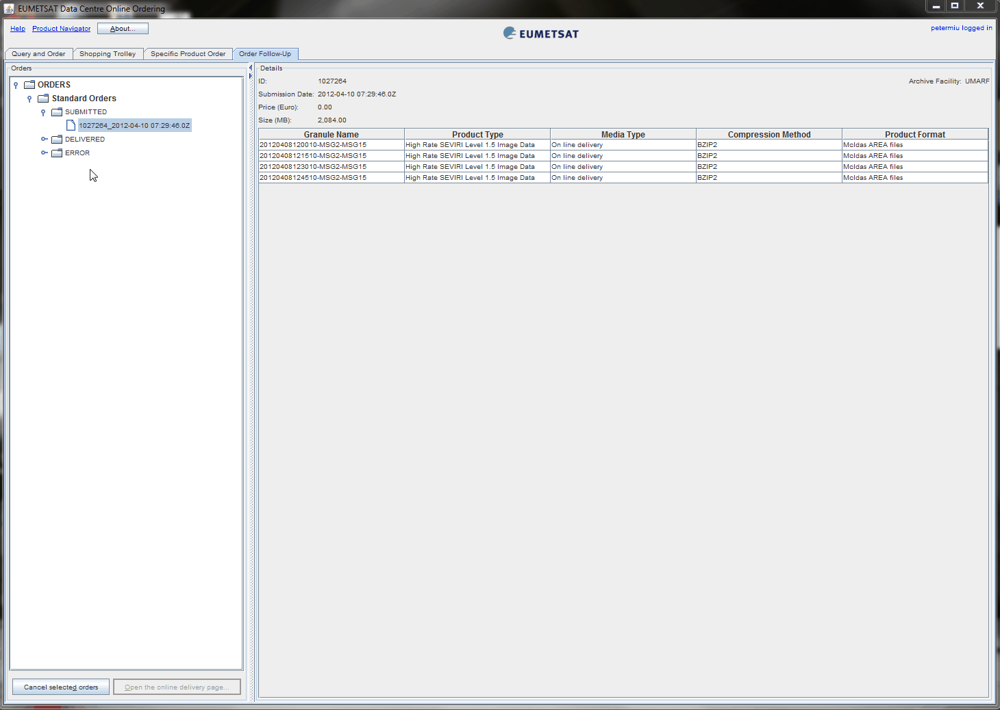 EUMETSAT Data Centre Online Ordering
Help Product Navigator About...
EUMETSAT
petermiu logged in
Query and Order Shopping Trolley Specific Product Order Order Follow-Up
Orders
ORDERS
Standard Orders
SUBMITTED
1027264_2012-04-10 07:29:46.0Z
DELIVERED
ERROR
Cancel selected orders Open the online delivery page...
Details
ID: 1027264 Archive Facility: UMARF
Submission Date: 2012-04-10 07:29:46.0Z
Price (Euro): 0.00
Size (MB): 2,084.00
Granule Name Product Type Media Type Compression Method Product Format
20120408120010-MSG2-MSG15 High Rate SEVIRI Level 1.5 Image Data On line delivery BZIP2 McIdas AREA files
20120408121510-MSG2-MSG15 High Rate SEVIRI Level 1.5 Image Data On line delivery BZIP2 McIdas AREA files
20120408123010-MSG2-MSG15 High Rate SEVIRI Level 1.5 Image Data On line delivery BZIP2 McIdas AREA files
20120408124510-MSG2-MSG15 High Rate SEVIRI Level 1.5 Image Data On line delivery BZIP2 McIdas AREA files